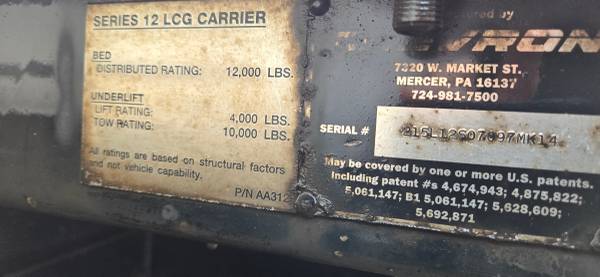 SERIES 12 LCG CARRIER
BED
DISTRIBUTED RATING: 12,000 LBS.
UNDERLIFT
LIFT RATING: 4,000 LBS.
TOW RATING: 10,000 LBS.
All ratings are based on structural factors
and not vehicle capability.
P/N AA312
by
7320 W. MARKET ST.
MERCER, PA 16137
724-981-7500
SERIAL #
May be covered by one or more U.S. patents.
Including patent #s 4,674,943; 4,875,822;
5,061,147; B1 5,061,147; 5,628,609;
5,692,871